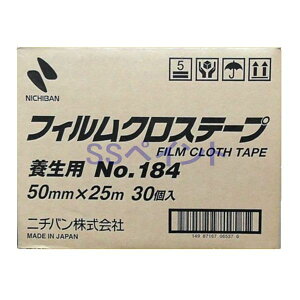 5
NICHIBAN
フィルムクロステープ
FILM CLOTH TAPE
SSペイント
養生用 No.184
50mm×25m 30個入
ニチバン株式会社
MADE IN JAPAN